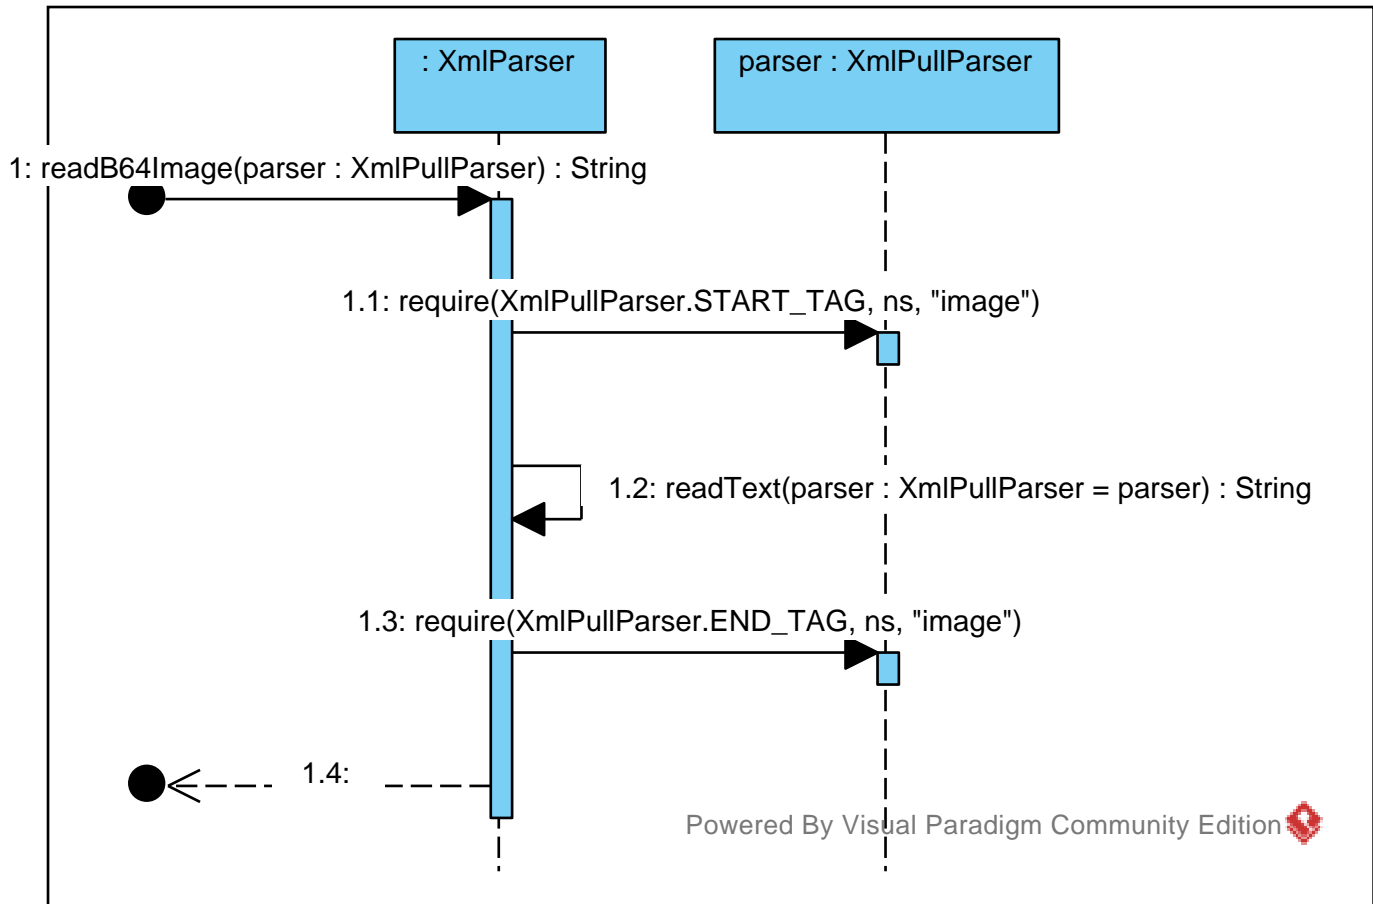 : XmlParser
parser : XmlPullParser
1: readB64Image(parser : XmlPullParser) : String
1.1: require(XmlPullParser.START_TAG, ns, "image")
1.2: readText(parser : XmlPullParser = parser) : String
1.3: require(XmlPullParser.END_TAG, ns, "image")
1.4:
Powered By Visual Paradigm Community Edition